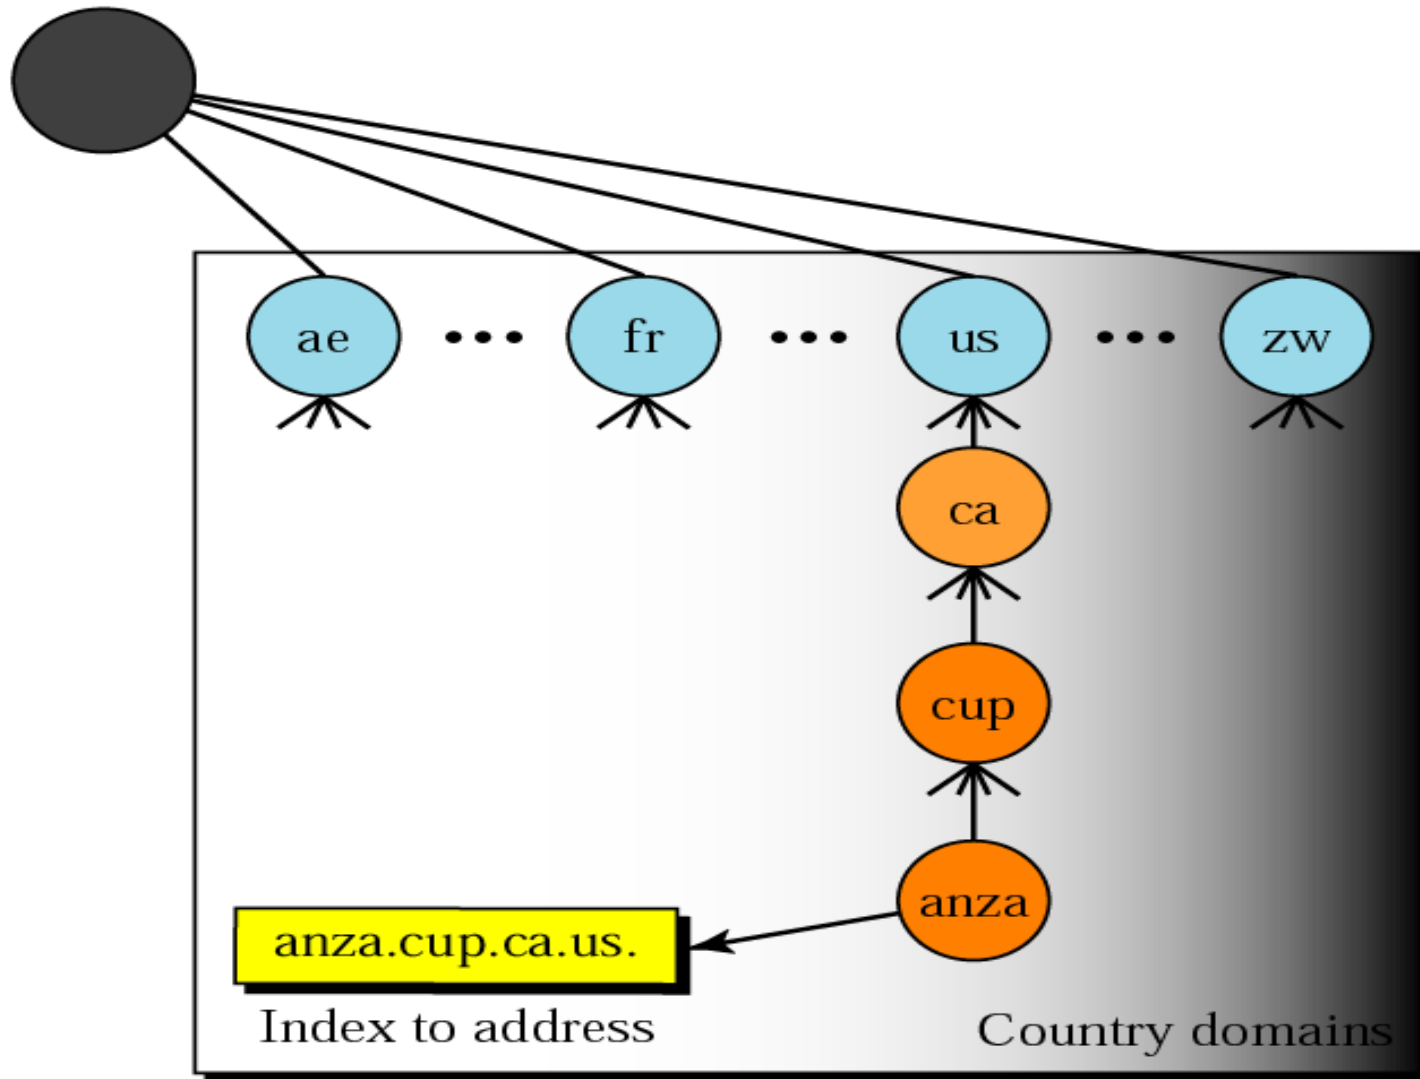 ae ••• fr ••• us ••• zw
ca
cup
anza
anza.cup.ca.us.
Index to address
Country domains